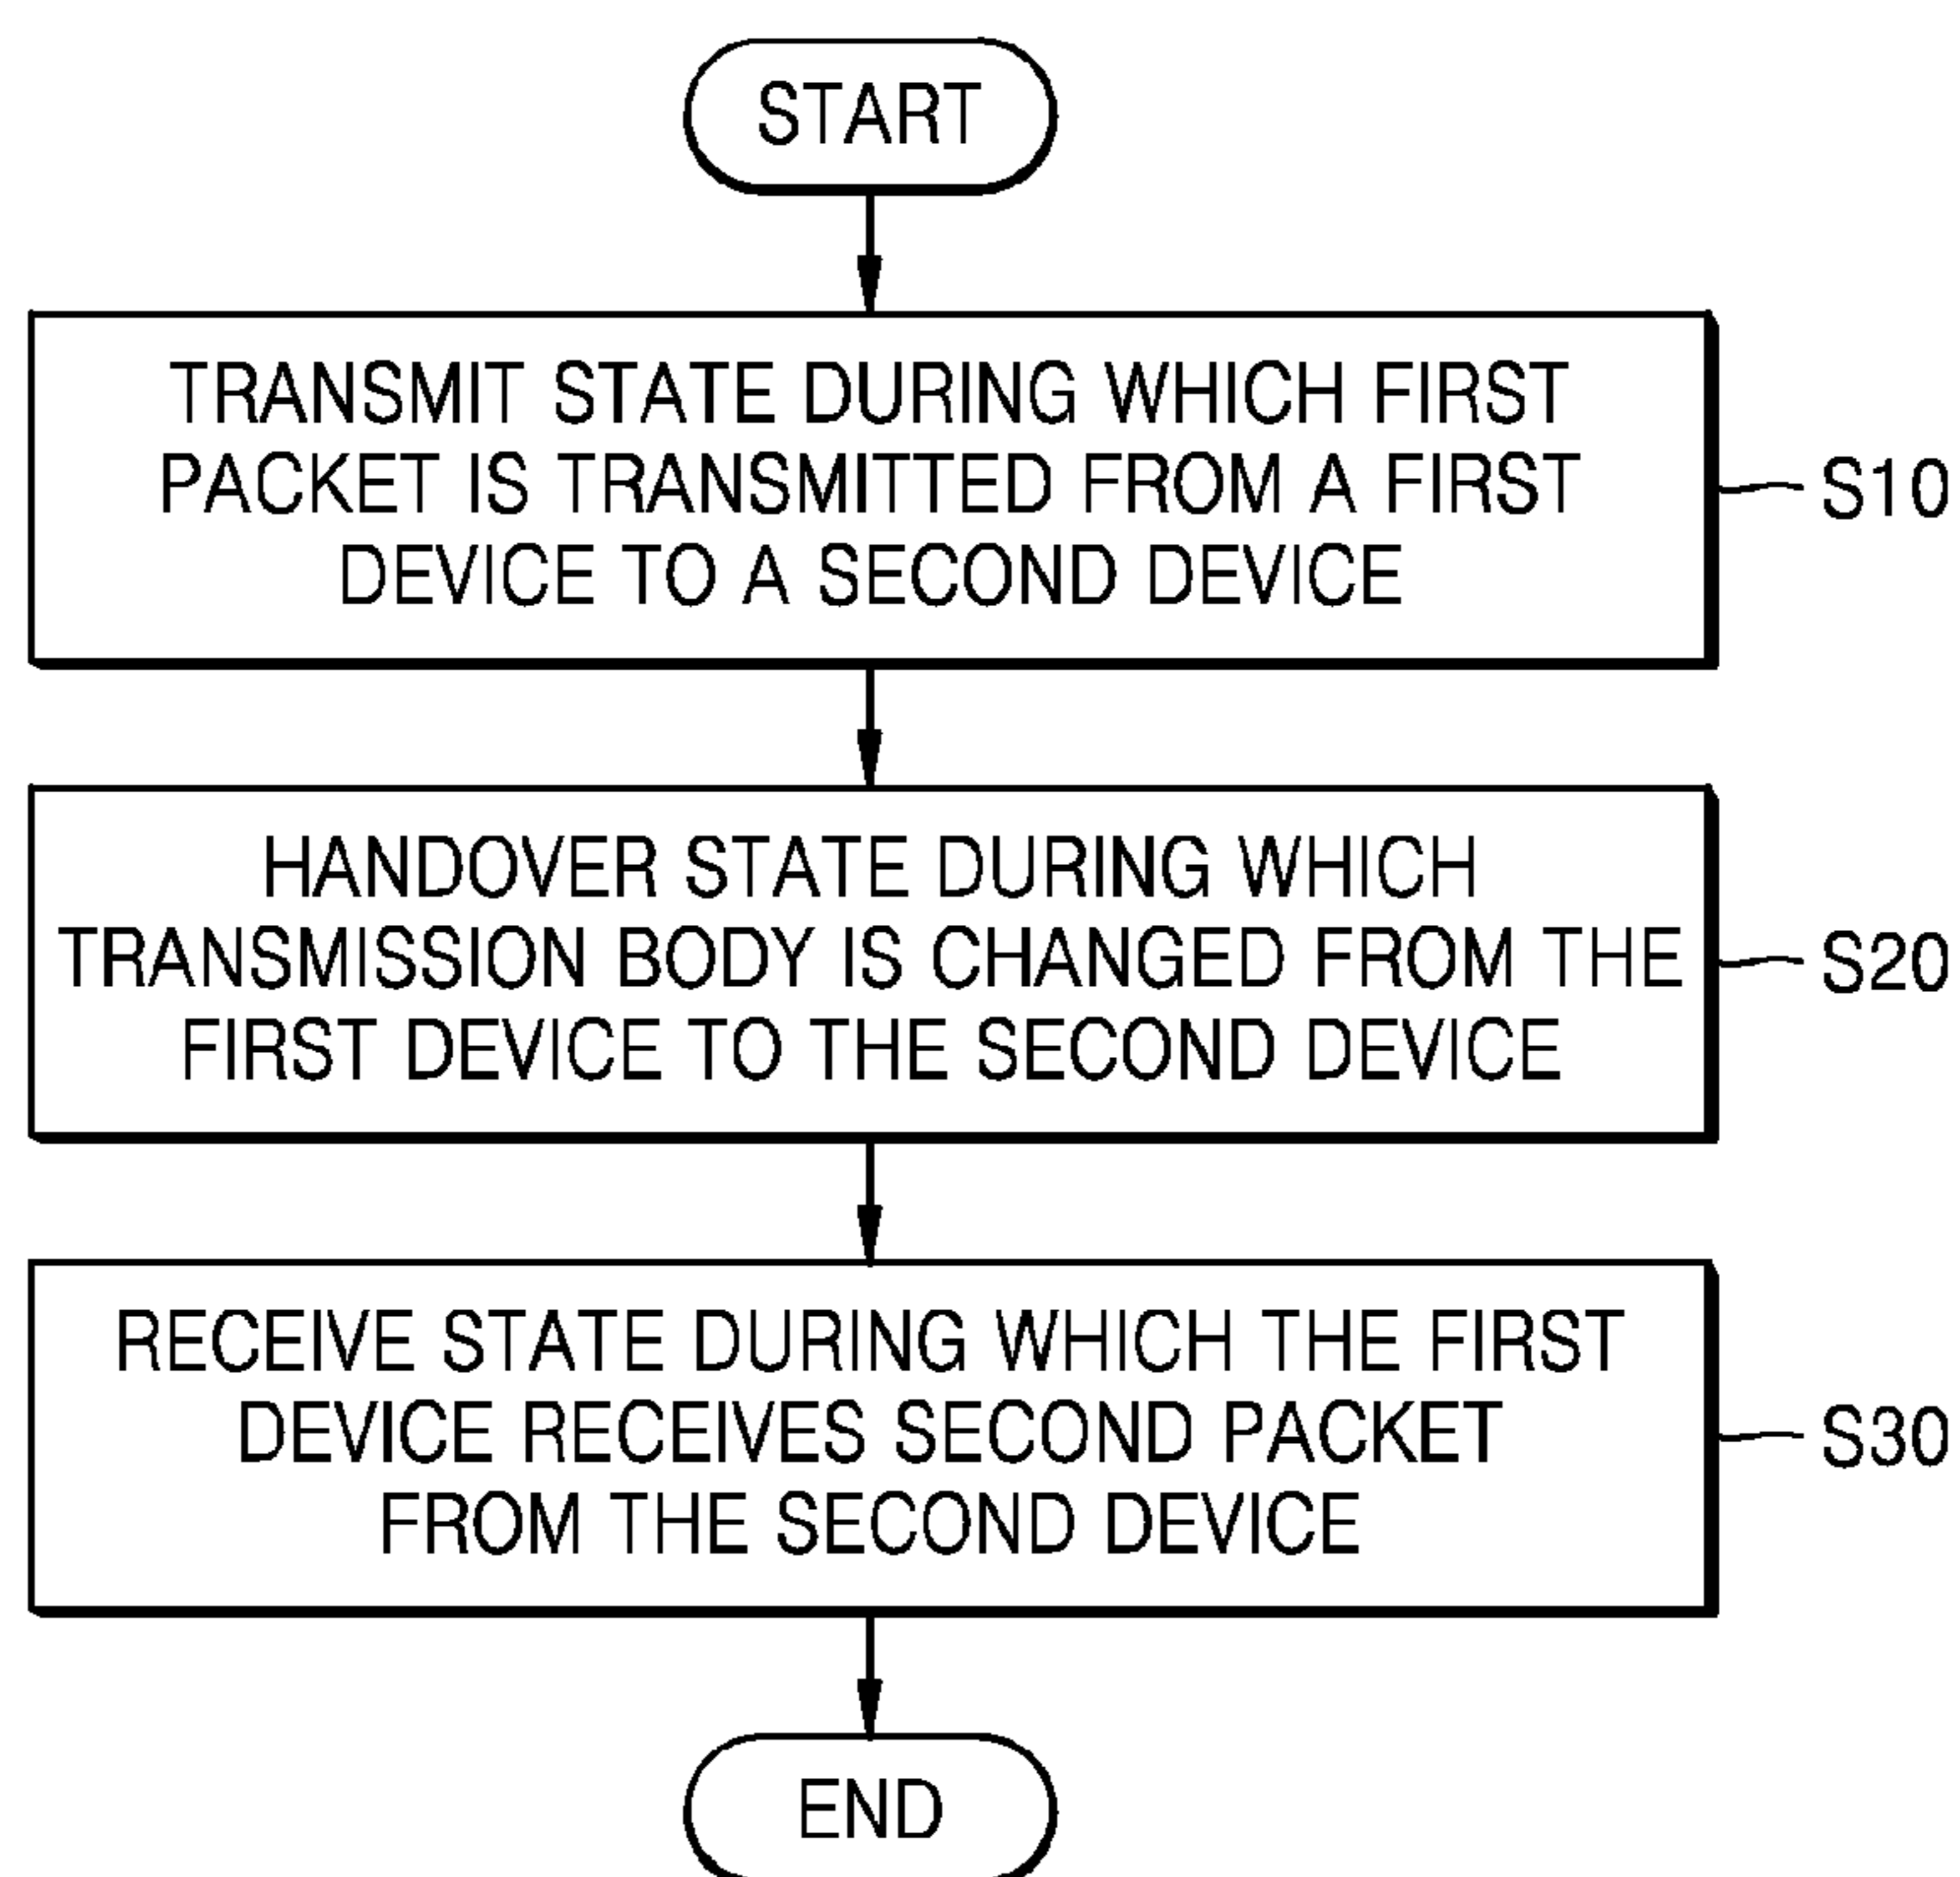 START
TRANSMIT STATE DURING WHICH FIRST
PACKET IS TRANSMITTED FROM A FIRST
DEVICE TO A SECOND DEVICE
S10
HANDOVER STATE DURING WHICH
TRANSMISSION BODY IS CHANGED FROM THE
FIRST DEVICE TO THE SECOND DEVICE
S20
RECEIVE STATE DURING WHICH THE FIRST
DEVICE RECEIVES SECOND PACKET
FROM THE SECOND DEVICE
S30
END